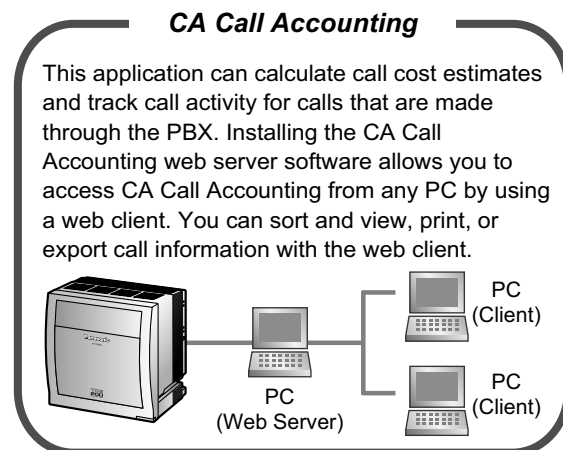 CA Call Accounting
This application can calculate call cost estimates
and track call activity for calls that are made
through the PBX. Installing the CA Call
Accounting web server software allows you to
access CA Call Accounting from any PC by using
a web client. You can sort and view, print, or
export call information with the web client.
Panasonic
PC
(Web Server)
PC
(Client)
PC
(Client)